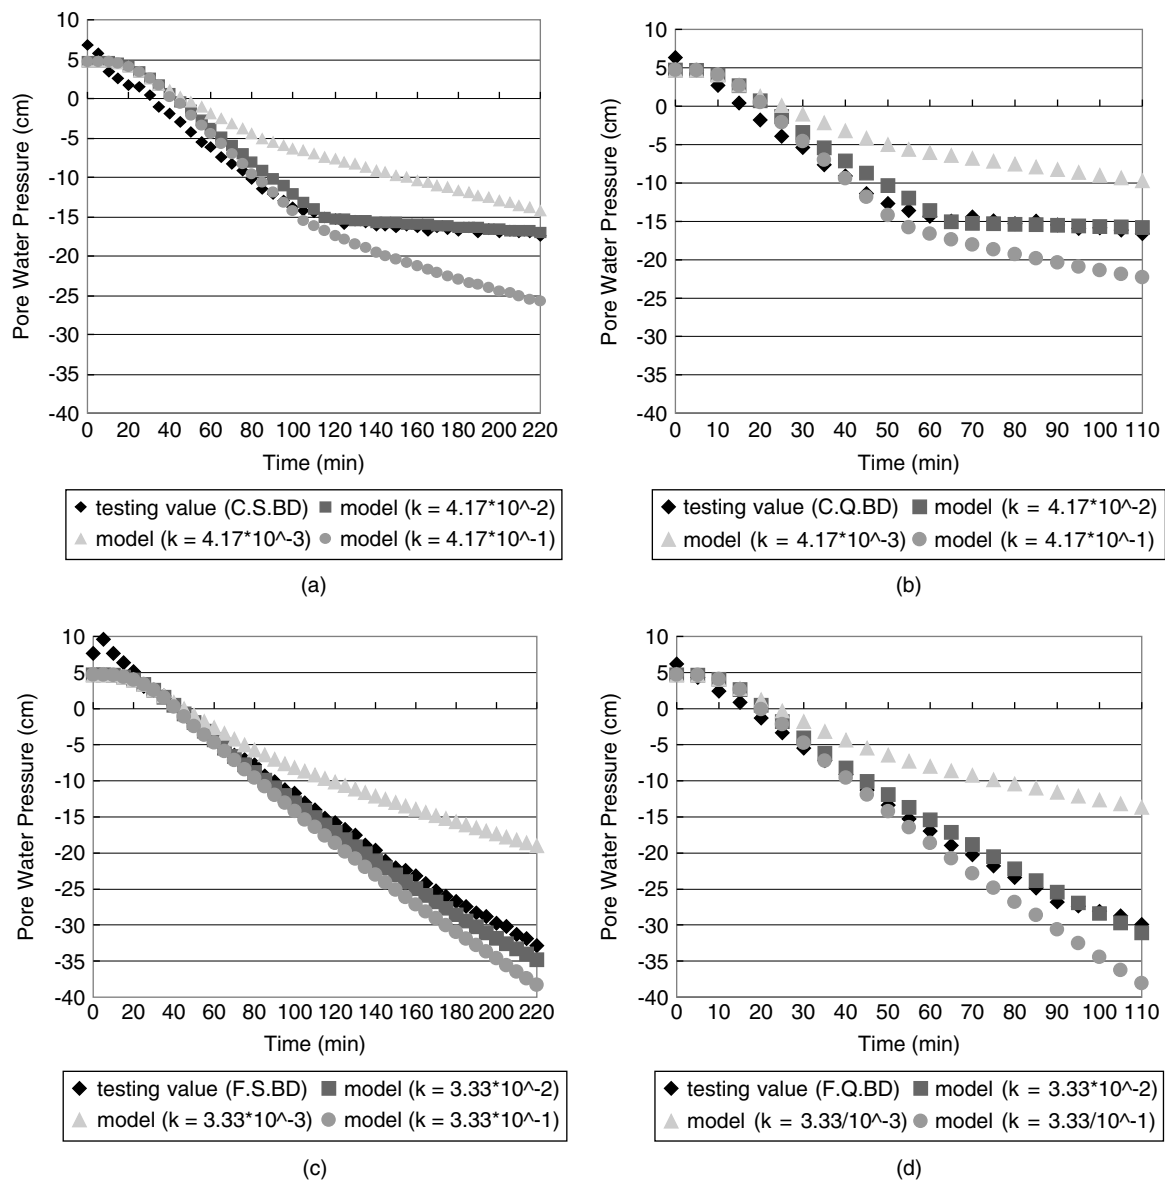 10
5
0
-5
-10
-15
-20
-25
-30
-35
-40
Pore Water Pressure (cm)
0 20 40 60 80 100 120 140 160 180 200 220
Time (min)
testing value (C.S.BD) model (k = 4.17*10^-2)
model (k = 4.17*10^-3) model (k = 4.17*10^-1)
(a)
10
5
0
-5
-10
-15
-20
-25
-30
-35
-40
Pore Water Pressure (cm)
0 10 20 30 40 50 60 70 80 90 100 110
Time (min)
testing value (C.Q.BD) model (k = 4.17*10^-2)
model (k = 4.17*10^-3) model (k = 4.17*10^-1)
(b)
10
5
0
-5
-10
-15
-20
-25
-30
-35
-40
Pore Water Pressure (cm)
0 20 40 60 80 100 120 140 160 180 200 220
Time (min)
testing value (F.S.BD) model (k = 3.33*10^-2)
model (k = 3.33*10^-3) model (k = 3.33*10^-1)
(c)
10
5
0
-5
-10
-15
-20
-25
-30
-35
-40
Pore Water Pressure (cm)
0 10 20 30 40 50 60 70 80 90 100 110
Time (min)
testing value (F.Q.BD) model (k = 3.33*10^-2)
model (k = 3.33/10^-3) model (k = 3.33/10^-1)
(d)